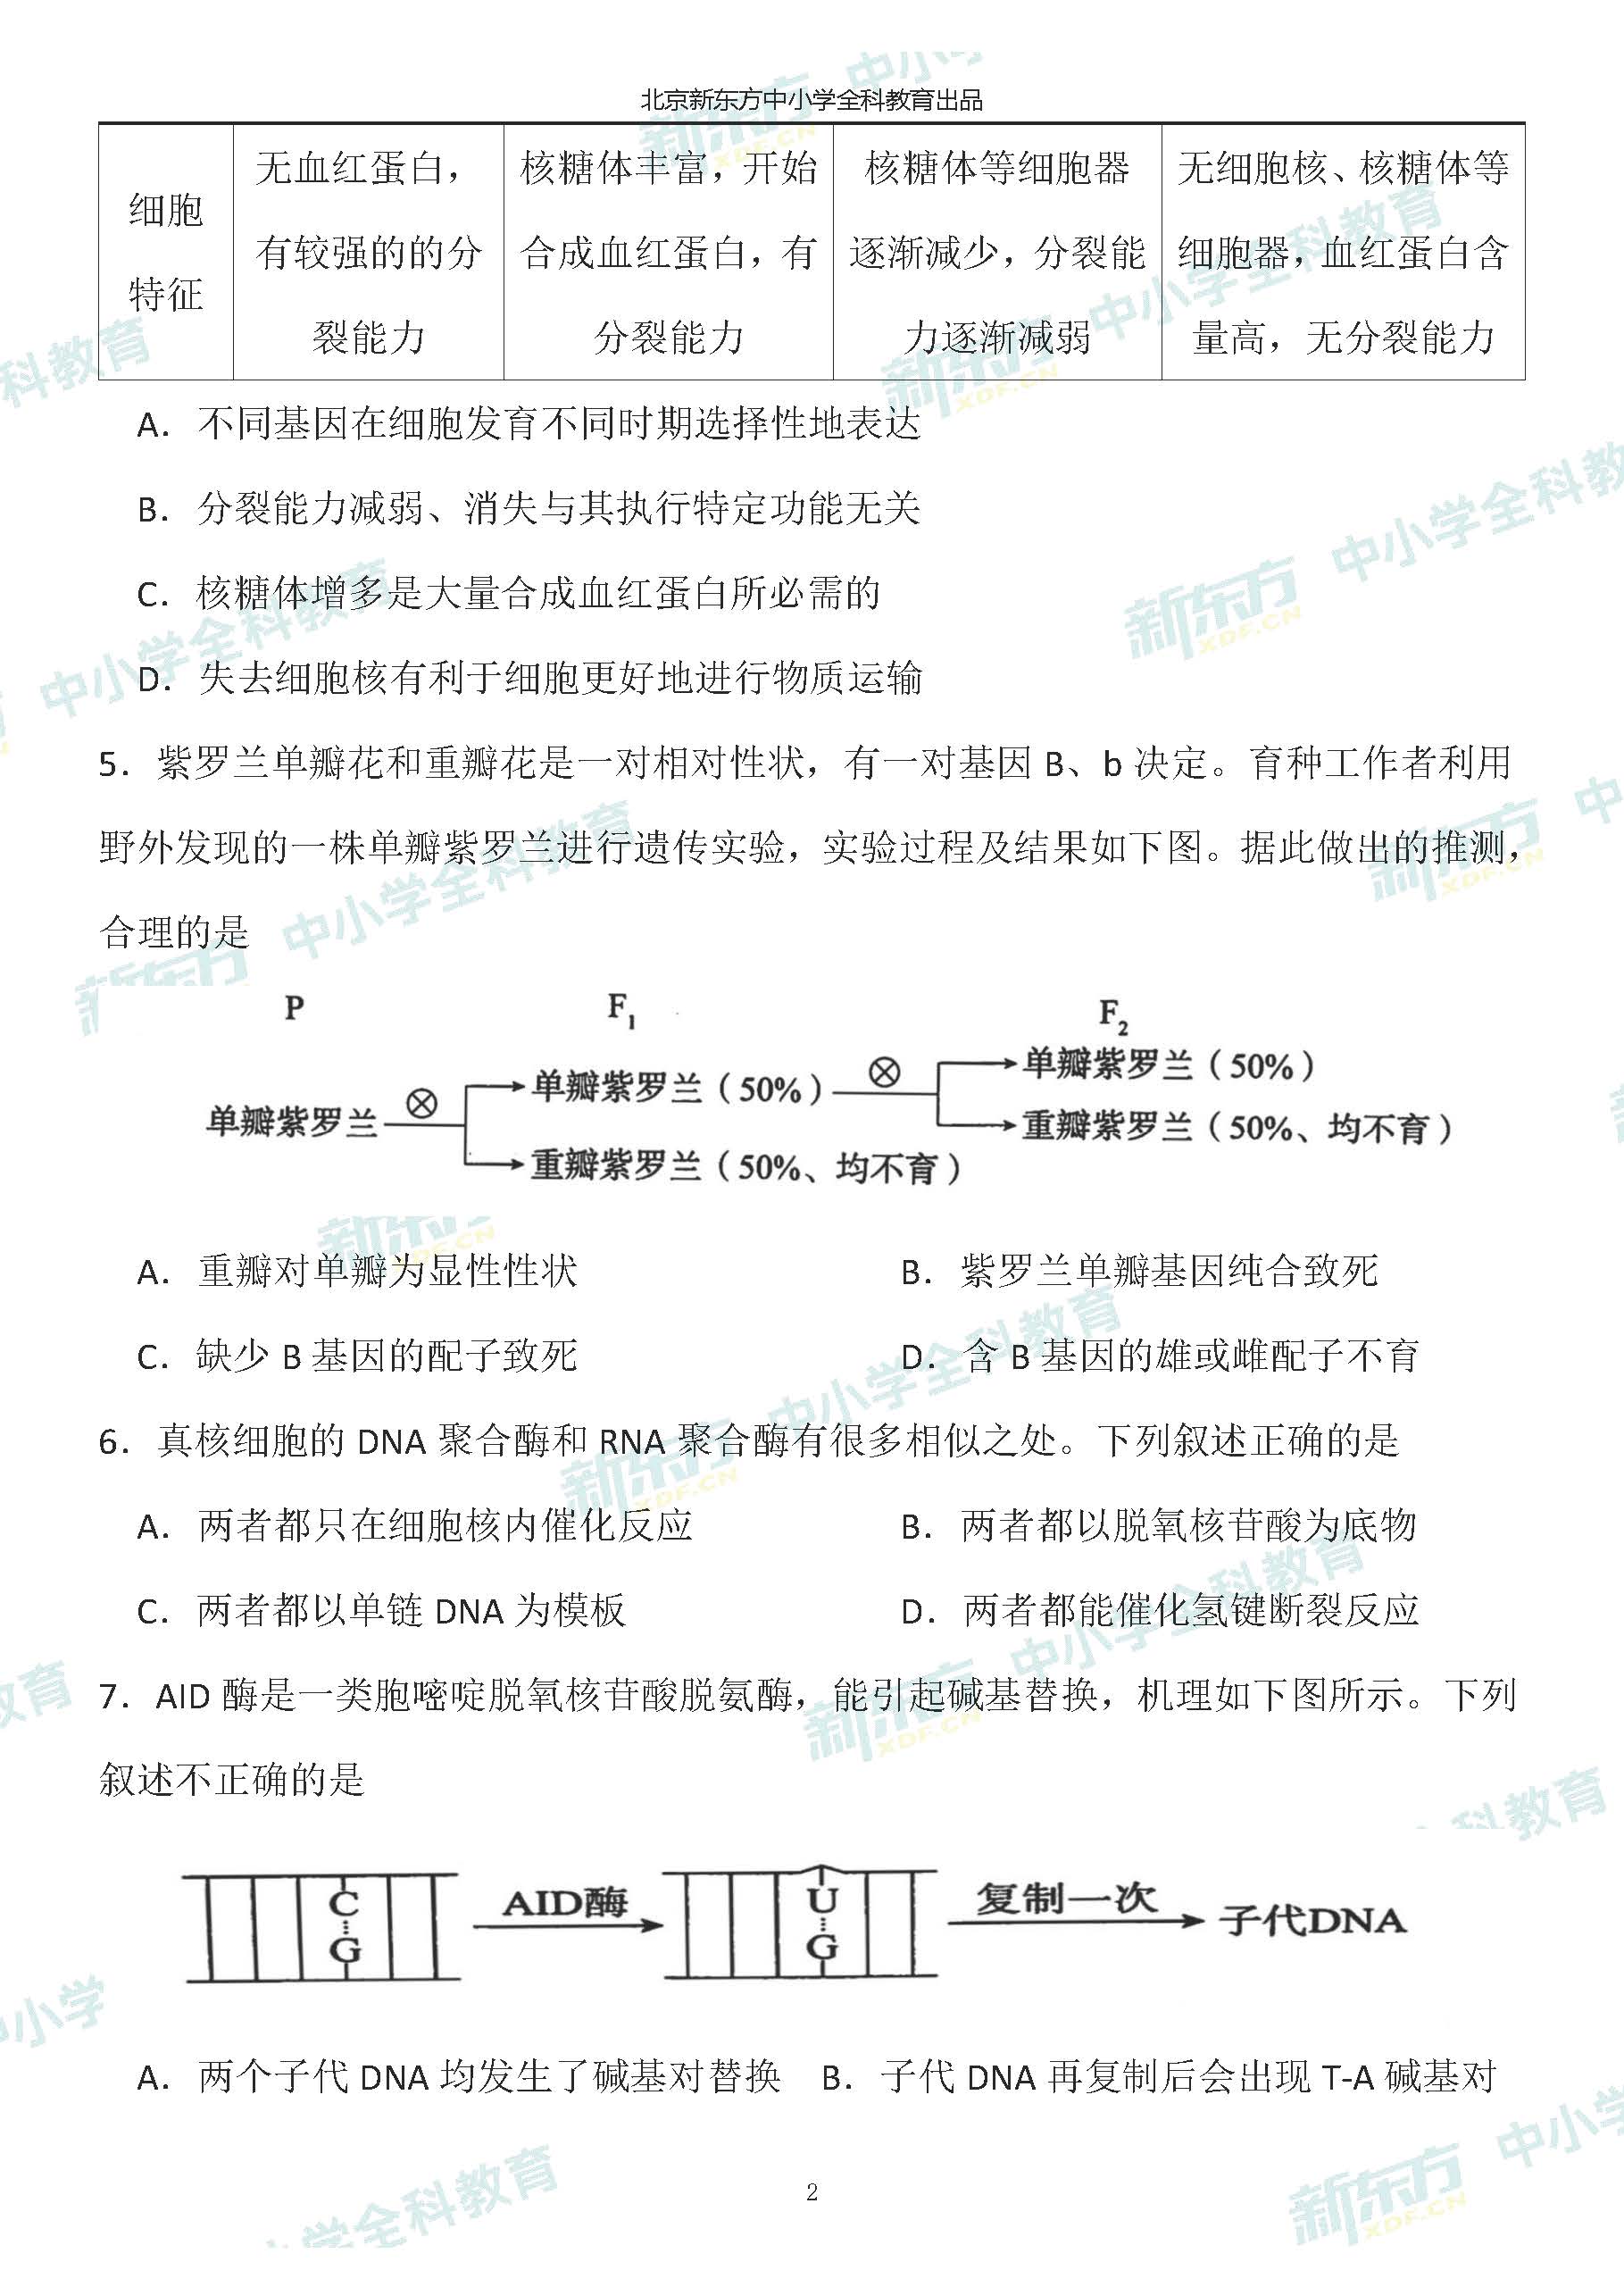 北京新东方中小学全科教育出品
细胞
特征
无血红蛋白，
有较强的的分
裂能力
核糖体丰富，开始
合成血红蛋白，有
分裂能力
核糖体等细胞器
逐渐减少，分裂能
力逐渐减弱
无细胞核、核糖体等
细胞器，血红蛋白含
量高，无分裂能力
A．不同基因在细胞发育不同时期选择性地表达
B．分裂能力减弱、消失与其执行特定功能无关
C．核糖体增多是大量合成血红蛋白所必需的
D．失去细胞核有利于细胞更好地进行物质运输
5．紫罗兰单瓣花和重瓣花是一对相对性状，有一对基因 B、b 决定。育种工作者利用
野外发现的一株单瓣紫罗兰进行遗传实验，实验过程及结果如下图。据此做出的推测，
合理的是
P F1 F2
单瓣紫罗兰 ⊗ 单瓣紫罗兰（50%） ⊗ 单瓣紫罗兰（50%）
重瓣紫罗兰（50%、均不育）
重瓣紫罗兰（50%、均不育）
A．重瓣对单瓣为显性性状 B．紫罗兰单瓣基因纯合致死
C．缺少 B 基因的配子致死 D．含 B 基因的雄或雌配子不育
6．真核细胞的 DNA 聚合酶和 RNA 聚合酶有很多相似之处。下列叙述正确的是
A．两者都只在细胞核内催化反应 B．两者都以脱氧核苷酸为底物
C．两者都以单链 DNA 为模板 D．两者都能催化氢键断裂反应
7．AID 酶是一类胞嘧啶脱氧核苷酸脱氨酶，能引起碱基替换，机理如下图所示。下列
叙述不正确的是
C
G
AID酶
U
G
复制一次
子代DNA
A．两个子代 DNA 均发生了碱基对替换 B．子代 DNA 再复制后会出现 T-A 碱基对
2
新东方 XDF.CN 中小学全科教育